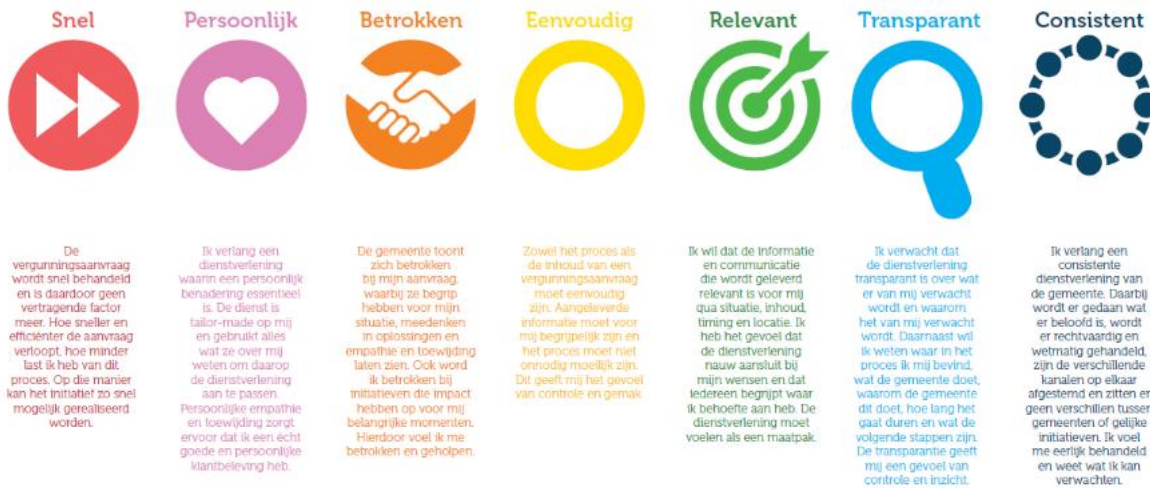 Snel
De
vergunningsaanvraag
wordt snel behandeld
en is daardoor geen
vertragende factor
meer. Hoe sneller en
efficiënter de aanvraag
verloopt, hoe minder
last ik heb van dit
proces. Op die manier
kan het initiatief zo snel
mogelijk gerealiseerd
worden.
Persoonlijk
Ik verlang een
dienstverlening
waarin een persoonlijk
benadering essentieel
is. De dienst is
tailor-made op mij
en gebruikt alles
wat ze over mij
weten om daarop
de dienstverlening
aan te passen.
Persoonlijke empathie
en toewijding zorgt
ervoor dat ik een echt
goede en persoonlijke
klantbeleving heb.
Betrokken
De gemeente toont
zich betrokken
bij mijn aanvraag,
waarbij ze begrip
hebben voor mijn
situatie, meedenken
in oplossingen en
empathie en toewijding
laten zien. Ook word
ik betrokken bij
initiatieven die impact
hebben op voor mij
belangrijke momenten.
Hierdoor voel ik me
betrokken en geholpen.
Eenvoudig
Zowel het proces als
de inhoud van een
vergunningsaanvraag
moet eenvoudig
zijn. Aangeleverde
informatie moet voor
mij begrijpelijk zijn en
het proces moet niet
onnodig moeilijk zijn.
Dit geeft mij het gevoel
van controle en gemak.
Relevant
Ik wil dat de informatie
en communicatie
die wordt geleverd
relevant is voor mij
qua situatie, inhoud,
timing en locatie. Ik
heb het gevoel dat
de dienstverlening
nauw aansluit bij
mijn wensen en dat
iedereen begrijpt waar
ik behoefte aan heb. De
dienstverlening moet
voelen als een maatpak.
Transparant
Ik verwacht dat
de dienstverlening
transparant is over wat
er van mij verwacht
wordt en waarom
het van mij verwacht
wordt. Daarnaast wil
ik weten waar in het
proces ik mij bevind,
wat de gemeente doet,
waarom de gemeente
dit doet, hoe lang het
gaat duren en wat de
volgende stappen zijn.
De transparantie geeft
mij een gevoel van
controle en inzicht.
Consistent
Ik verlang een
consistente
dienstverlening van
de gemeente. Daarbij
wordt er gedaan wat
er beloofd is, wordt
er rechtvaardig en
wetmatig gehandeld,
zijn de verschillende
kanalen op elkaar
afgestemd en zitten er
geen verschillen tussen
gemeenten of gelijke
initiatieven. Ik voel
me eerlijk behandeld
en weet wat ik kan
verwachten.